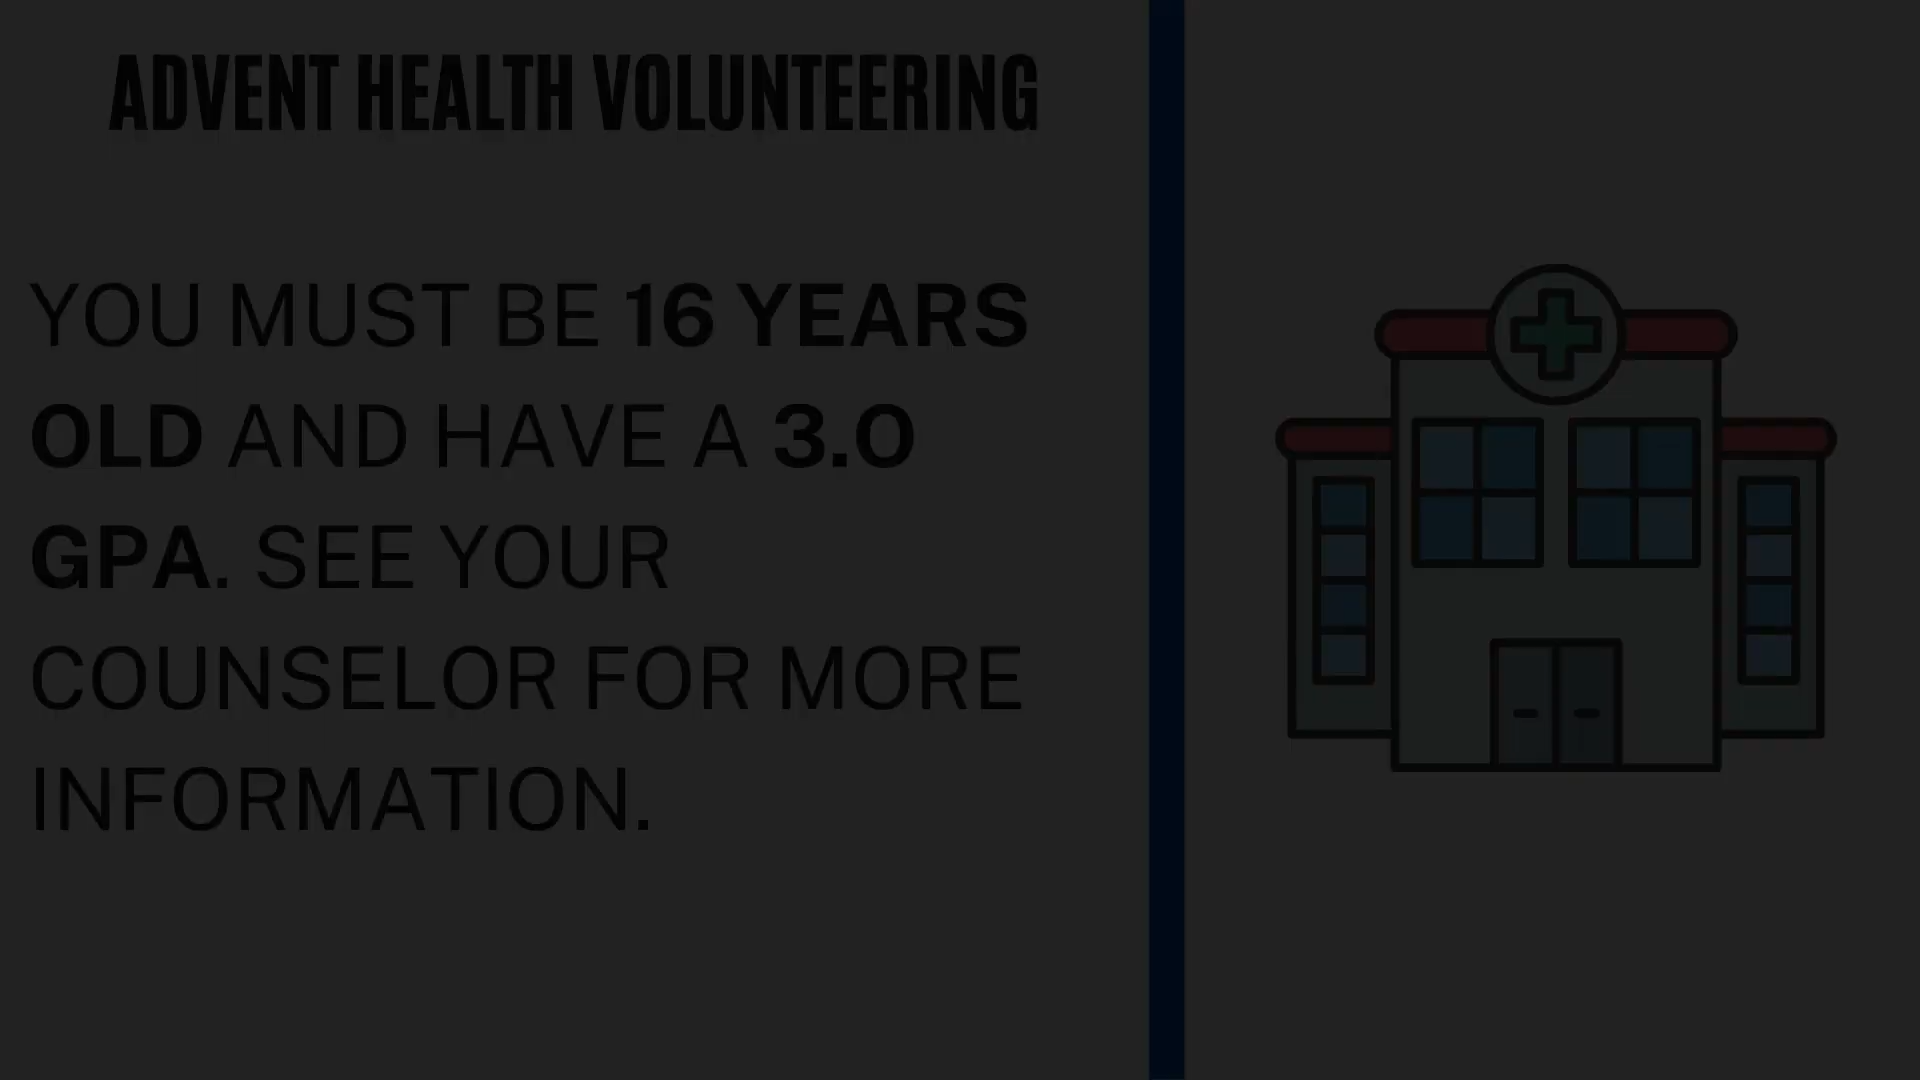 ADVENT HEALTH VOLUNTEERING
YOU MUST BE 16 YEARS
OLD AND HAVE A 3.0
GPA. SEE YOUR
COUNSELOR FOR MORE
INFORMATION.